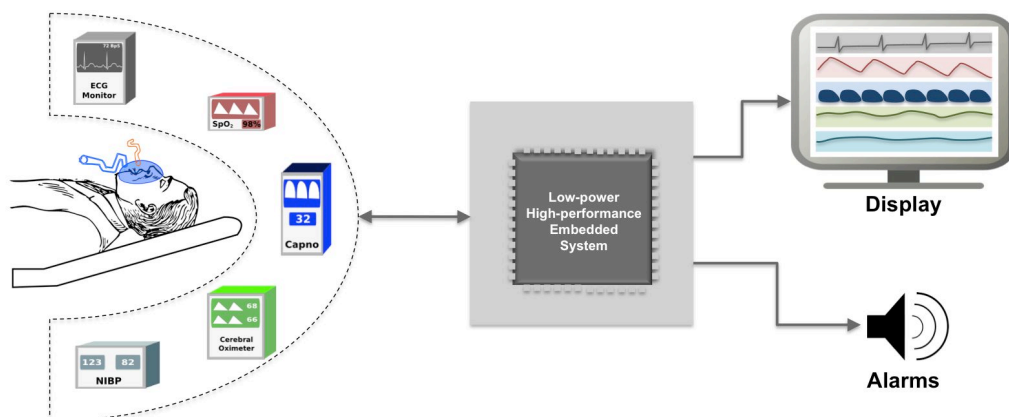 72 BpS
ECG
Monitor
SpO₂ 98%
32
Capno
68
66
Cerebral
Oximeter
123 82
NIBP
Low-power
High-performance
Embedded
System
Display
Alarms